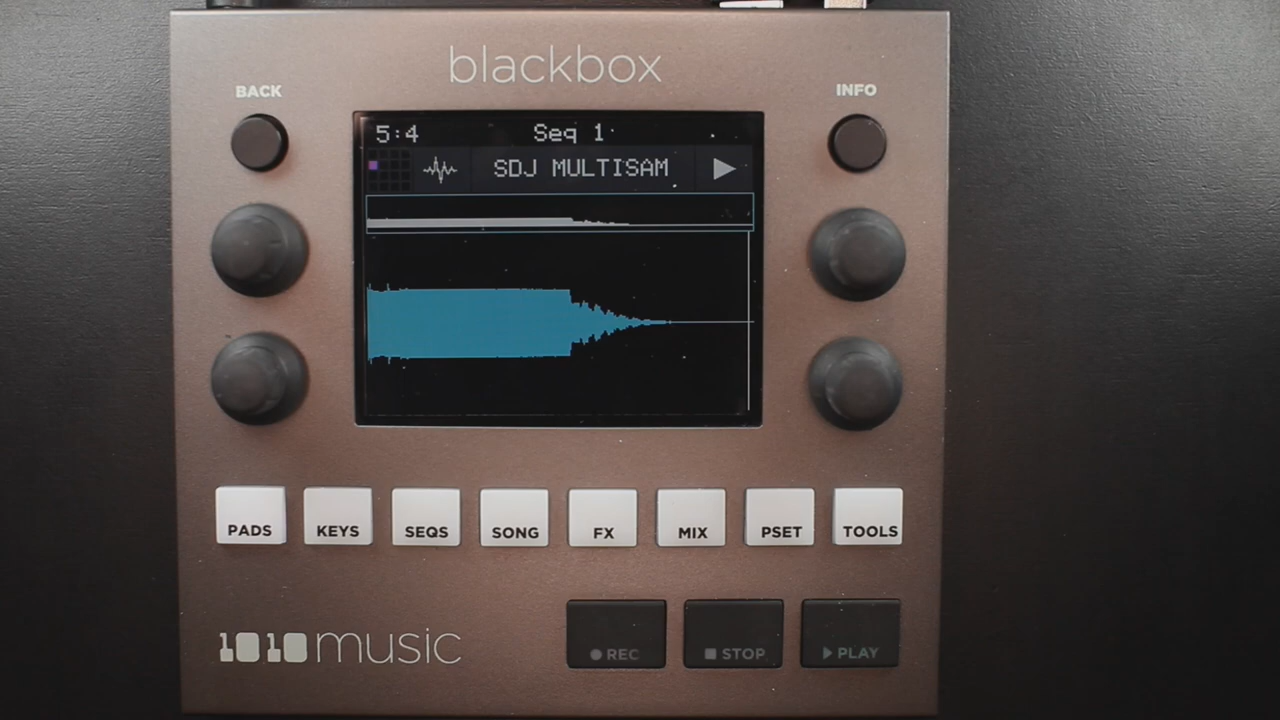 blackbox
BACK
INFO
5:4 Seq 1
SDJ MULTISAM
PADS KEYS SEQS SONG FX MIX PSET TOOLS
1010music
REC STOP PLAY